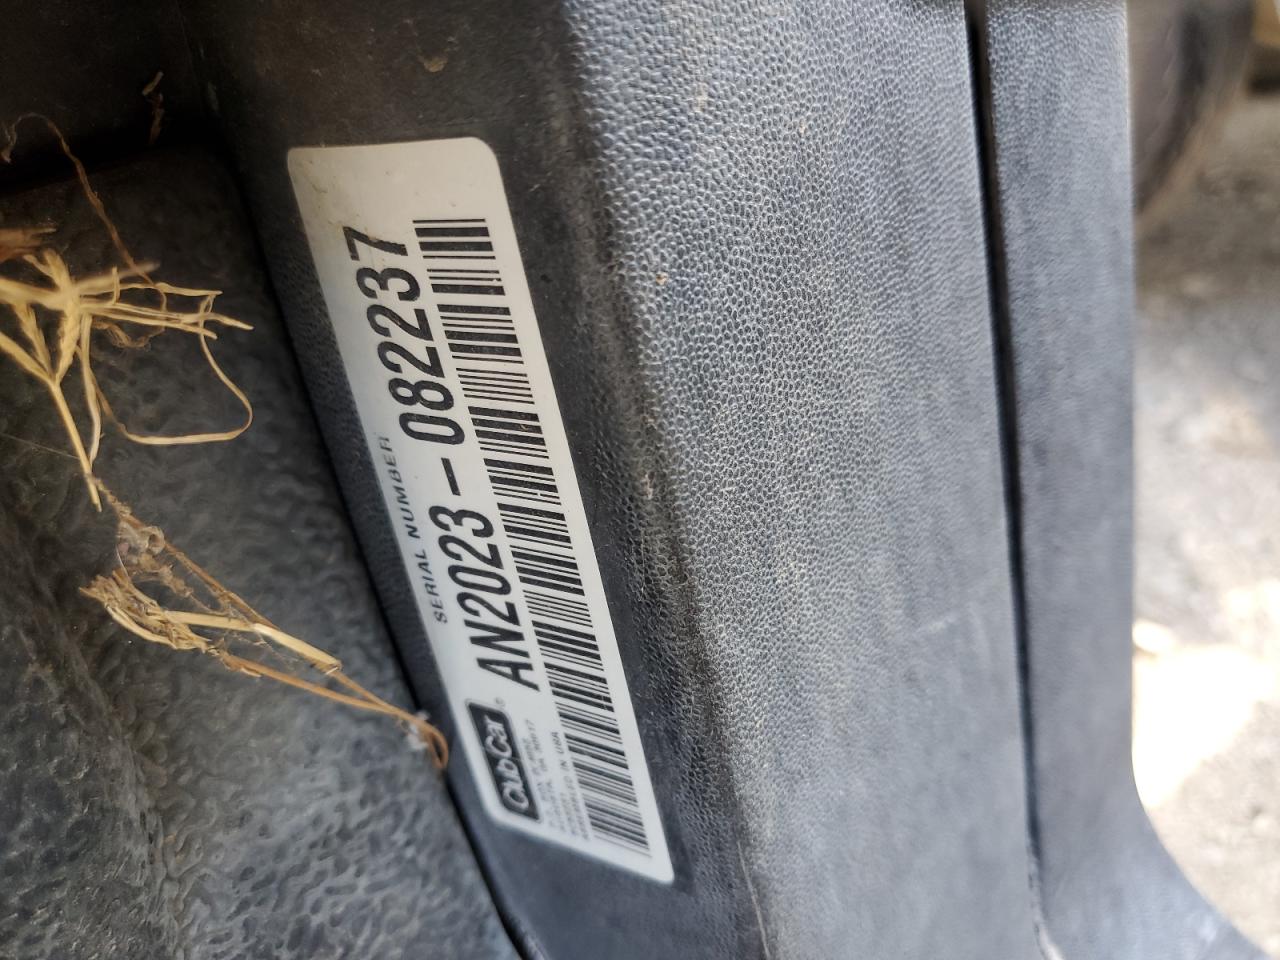 SERIAL NUMBER
AN2023-082237
Club Car®